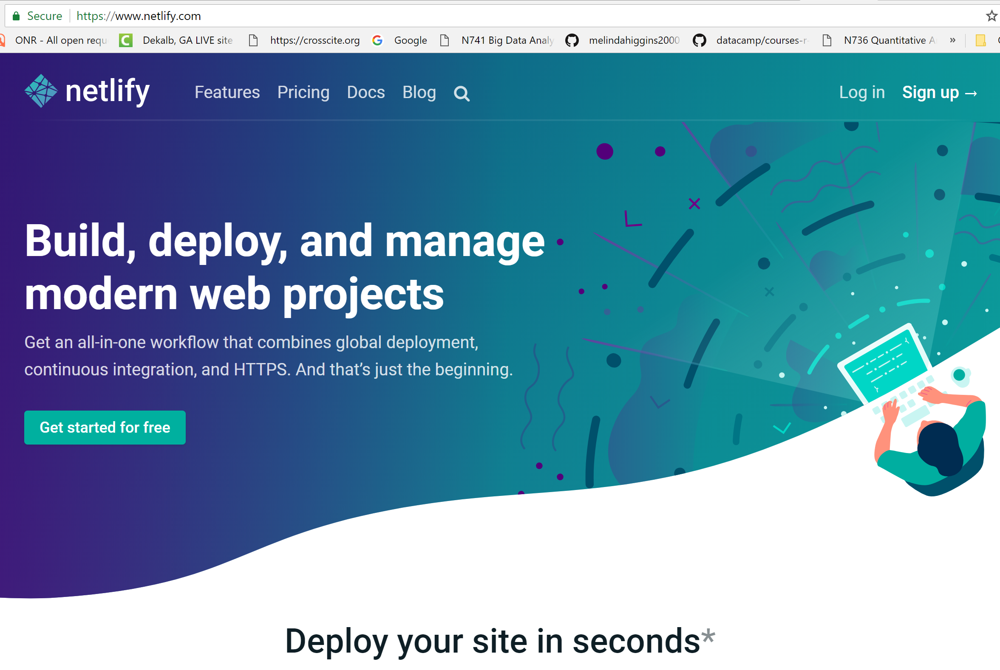 Secure https://www.netlify.com
ONR - All open requ Dekalb, GA LIVE site https://crosscite.org Google N741 Big Data Analy melindahiggins2000 datacamp/courses-r- N736 Quantitative A »
netlify Features Pricing Docs Blog Log in Sign up →
Build, deploy, and manage
modern web projects
Get an all-in-one workflow that combines global deployment,
continuous integration, and HTTPS. And that’s just the beginning.
Get started for free
Deploy your site in seconds*